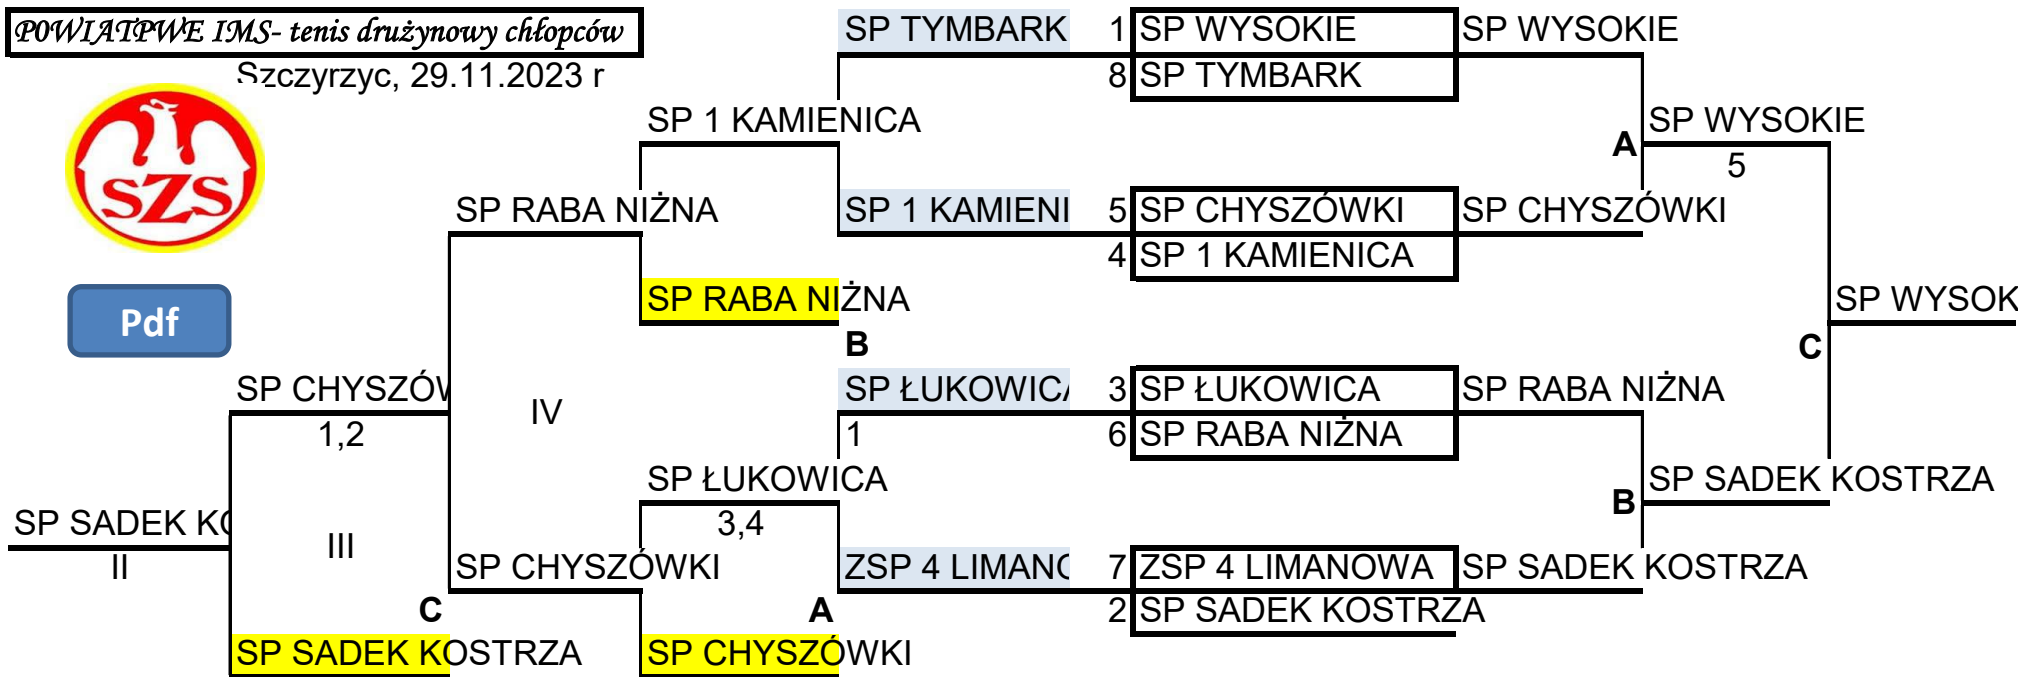 P0WIATPWE IMS- tenis drużynowy chłopców
SP TYMBARK 1 SP WYSOKIE SP WYSOKIE
Szczyrzyc, 29.11.2023 r
8 SP TYMBARK
SP 1 KAMIENICA
SP WYSOKIE
A
5
SZS
SP RABA NIŻNA
SP 1 KAMIENI 5 SP CHYSZÓWKI SP CHYSZÓWKI
4 SP 1 KAMIENICA
Pdf
SP RABA NIŻNA
SP WYSOK
B
C
SP CHYSZÓW
SP ŁUKOWICA 3 SP ŁUKOWICA SP RABA NIŻNA
IV
1,2
1
6 SP RABA NIŻNA
SP ŁUKOWICA
SP SADEK KOSTRZA
B
SP SADEK KO
3,4
III
II
SP CHYSZÓWKI
ZSP 4 LIMANO 7 ZSP 4 LIMANOWA SP SADEK KOSTRZA
C
A
2 SP SADEK KOSTRZA
SP SADEK KOSTRZA
SP CHYSZÓWKI